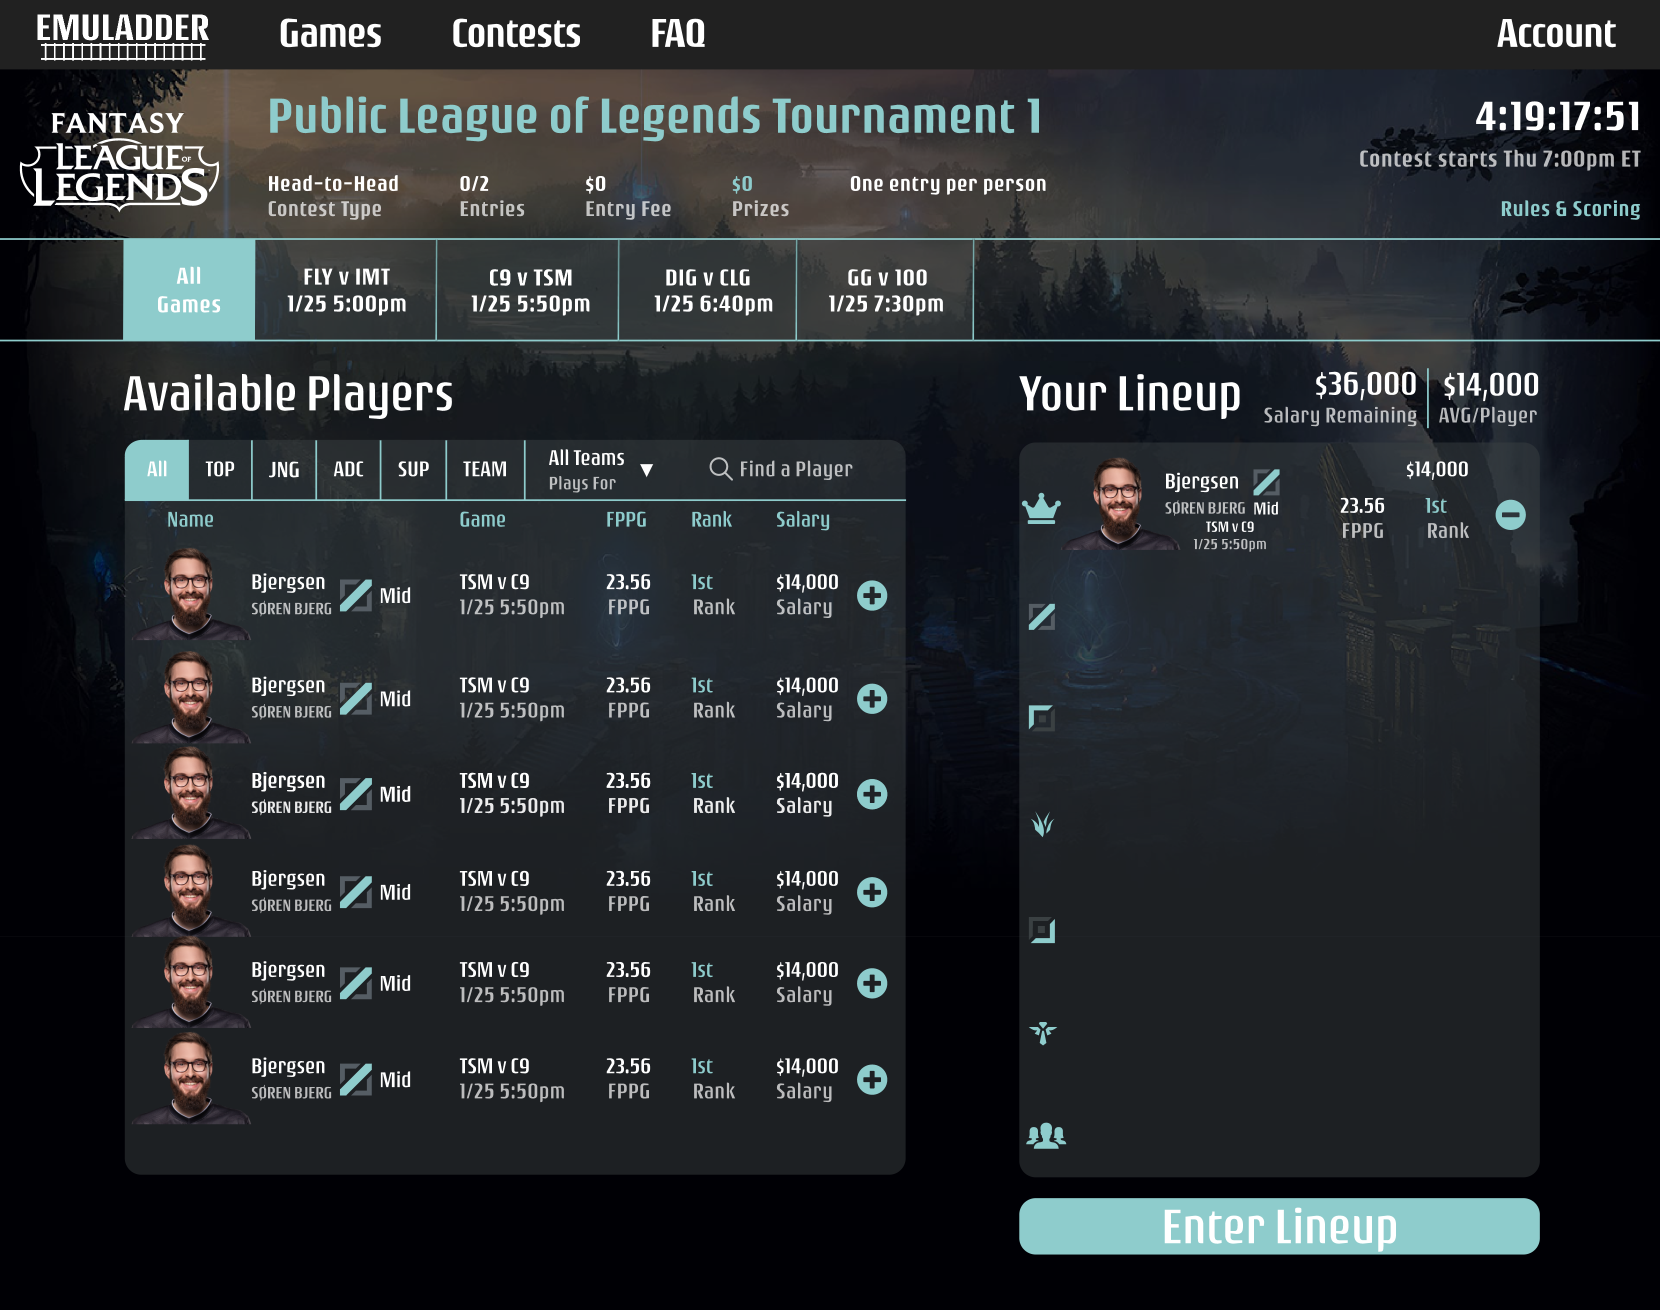 EMULADDER
Games
Contests
FAQ
Account
FANTASY
LEAGUE OF
LEGENDS
Public League of Legends Tournament 1
Head-to-Head
Contest Type
0/2
Entries
$0
Entry Fee
$0
Prizes
One entry per person
4:19:17:51
Contest starts Thu 7:00pm ET
Rules & Scoring
All
Games
FLY v IMT
1/25 5:00pm
C9 v TSM
1/25 5:50pm
DIG v CLG
1/25 6:40pm
GG v 100
1/25 7:30pm
Available Players
All
TOP
JNG
ADC
SUP
TEAM
All Teams
Plays For
Find a Player
Name
Game
FPPG
Rank
Salary
Bjergsen
SØREN BJERG
Mid
TSM v C9
1/25 5:50pm
23.56
FPPG
1st
Rank
$14,000
Salary
Bjergsen
SØREN BJERG
Mid
TSM v C9
1/25 5:50pm
23.56
FPPG
1st
Rank
$14,000
Salary
Bjergsen
SØREN BJERG
Mid
TSM v C9
1/25 5:50pm
23.56
FPPG
1st
Rank
$14,000
Salary
Bjergsen
SØREN BJERG
Mid
TSM v C9
1/25 5:50pm
23.56
FPPG
1st
Rank
$14,000
Salary
Bjergsen
SØREN BJERG
Mid
TSM v C9
1/25 5:50pm
23.56
FPPG
1st
Rank
$14,000
Salary
Bjergsen
SØREN BJERG
Mid
TSM v C9
1/25 5:50pm
23.56
FPPG
1st
Rank
$14,000
Salary
Your Lineup
$36,000
Salary Remaining
$14,000
AVG/Player
Bjergsen
SØREN BJERG
Mid
TSM v C9
1/25 5:50pm
$14,000
23.56
FPPG
1st
Rank
Enter Lineup